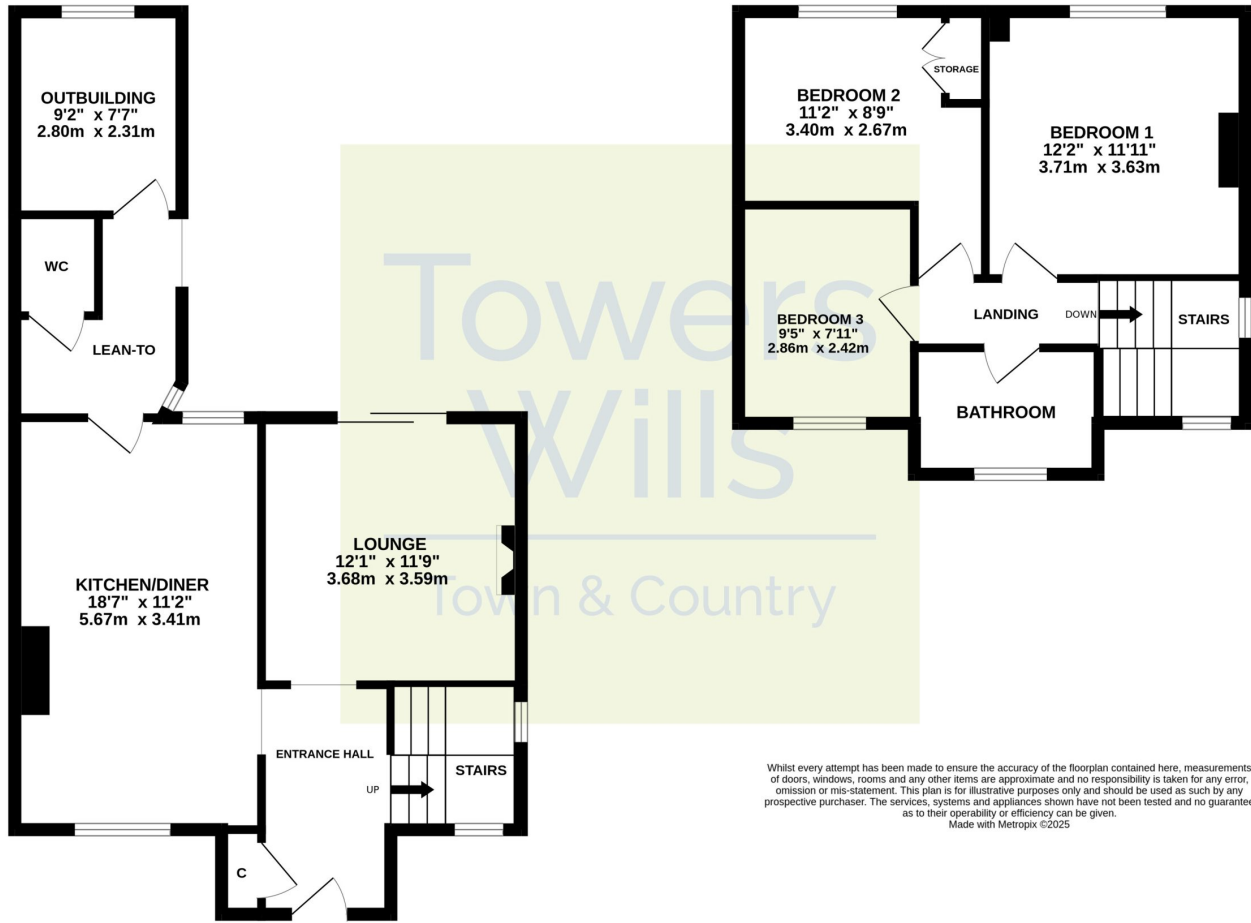 OUTBUILDING
9'2" x 7'7"
2.80m x 2.31m
WC
LEAN-TO
KITCHEN/DINER
18'7" x 11'2"
5.67m x 3.41m
LOUNGE
12'1" x 11'9"
3.68m x 3.59m
ENTRANCE HALL
UP
STAIRS
C
BEDROOM 2
11'2" x 8'9"
3.40m x 2.67m
STORAGE
BEDROOM 1
12'2" x 11'11"
3.71m x 3.63m
BEDROOM 3
9'5" x 7'11"
2.86m x 2.42m
LANDING
DOWN
STAIRS
BATHROOM
Towers
Wills
Town & Country
Whilst every attempt has been made to ensure the accuracy of the floorplan contained here, measurements
of doors, windows, rooms and any other items are approximate and no responsibility is taken for any error,
omission or mis-statement. This plan is for illustrative purposes only and should be used as such by any
prospective purchaser. The services, systems and appliances shown have not been tested and no guarantee
as to their operability or efficiency can be given.
Made with Metropix ©2025